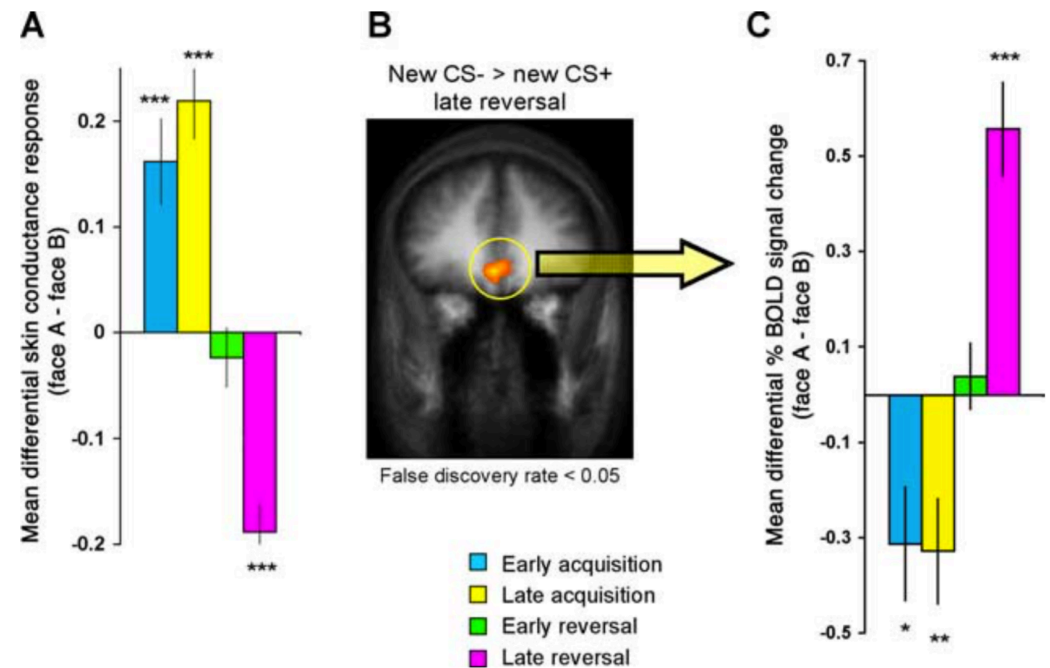 A
Mean differential skin conductance response
(face A - face B)
***
***
0.2
0.1
0
-0.1
-0.2
***
B
New CS- > new CS+
late reversal
False discovery rate < 0.05
Early acquisition
Late acquisition
Early reversal
Late reversal
C
Mean differential % BOLD signal change
(face A - face B)
0.7
***
0.5
0.3
0.1
-0.1
-0.3
-0.5
*
**